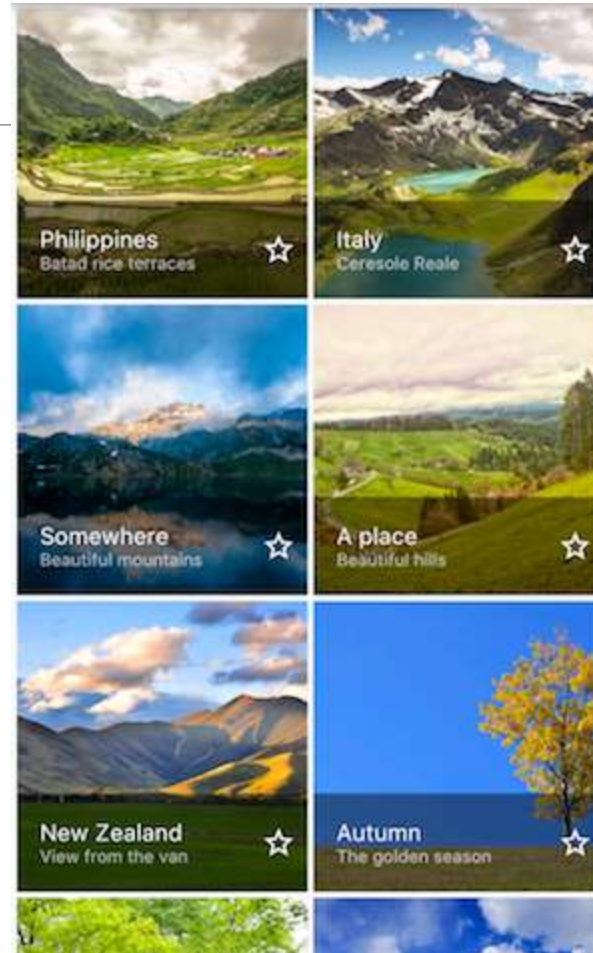 Philippines
Batad rice terraces
Italy
Ceresole Reale
Somewhere
Beautiful mountains
A place
Beautiful hills
New Zealand
View from the van
Autumn
The golden season